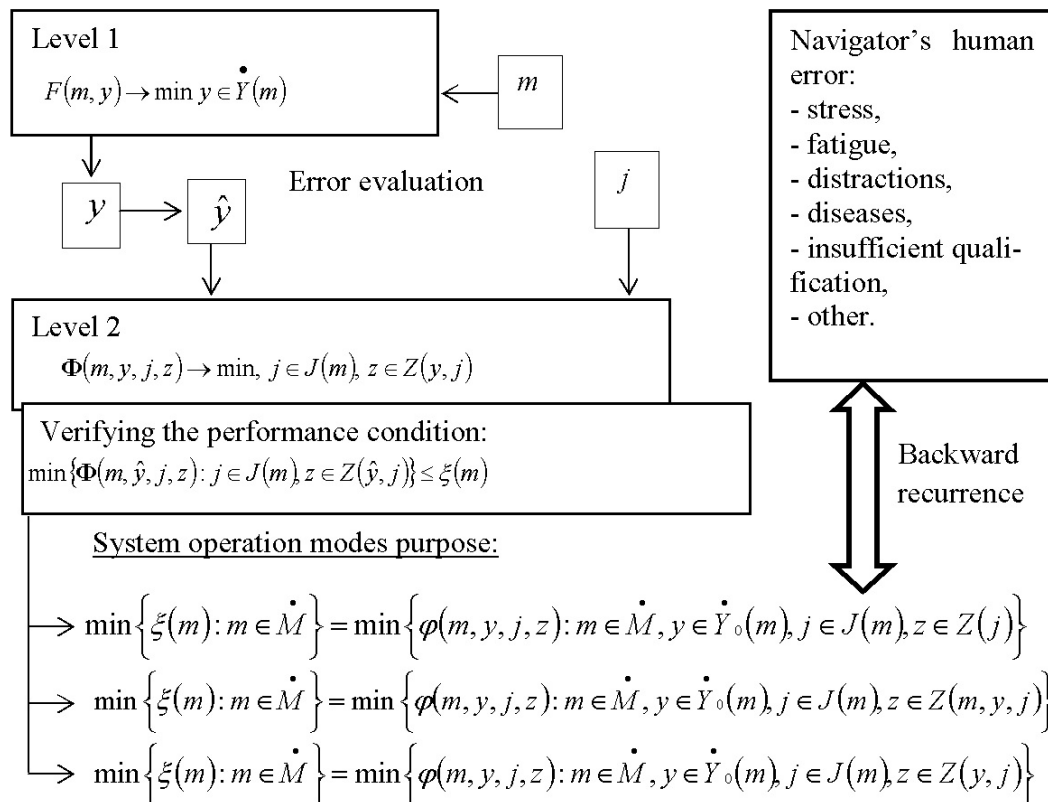 Level 1
F(m, y) → min y ∈ Ẏ(m)
m
y
ŷ
Error evaluation
j
Level 2
Φ(m, y, j, z) → min, j ∈ J(m), z ∈ Z(y, j)
Verifying the performance condition:
min{Φ(m, ŷ, j, z): j ∈ J(m), z ∈ Z(ŷ, j)} ≤ ξ(m)
Navigator's human
error:
- stress,
- fatigue,
- distractions,
- diseases,
- insufficient quali-
fication,
- other.
Backward
recurrence
System operation modes purpose:
min{ξ(m): m ∈ Ṁ} = min{φ(m, y, j, z): m ∈ Ṁ, y ∈ Ẏ₀(m), j ∈ J(m), z ∈ Z(j)}
min{ξ(m): m ∈ Ṁ} = min{φ(m, y, j, z): m ∈ Ṁ, y ∈ Ẏ₀(m), j ∈ J(m), z ∈ Z(m, y, j)}
min{ξ(m): m ∈ Ṁ} = min{φ(m, y, j, z): m ∈ Ṁ, y ∈ Ẏ₀(m), j ∈ J(m), z ∈ Z(y, j)}